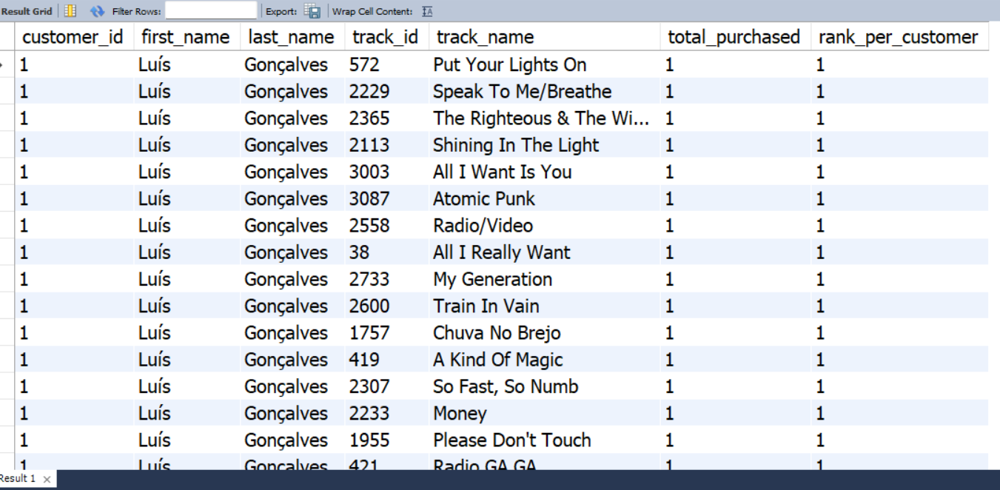 Result Grid Filter Rows: Export: Wrap Cell Content:
customer_id first_name last_name track_id track_name total_purchased rank_per_customer
1 Luís Gonçalves 572 Put Your Lights On 1 1
1 Luís Gonçalves 2229 Speak To Me/Breathe 1 1
1 Luís Gonçalves 2365 The Righteous & The Wi... 1 1
1 Luís Gonçalves 2113 Shining In The Light 1 1
1 Luís Gonçalves 3003 All I Want Is You 1 1
1 Luís Gonçalves 3087 Atomic Punk 1 1
1 Luís Gonçalves 2558 Radio/Video 1 1
1 Luís Gonçalves 38 All I Really Want 1 1
1 Luís Gonçalves 2733 My Generation 1 1
1 Luís Gonçalves 2600 Train In Vain 1 1
1 Luís Gonçalves 1757 Chuva No Brejo 1 1
1 Luís Gonçalves 419 A Kind Of Magic 1 1
1 Luís Gonçalves 2307 So Fast, So Numb 1 1
1 Luís Gonçalves 2233 Money 1 1
1 Luís Gonçalves 1955 Please Don't Touch 1 1
1 Luís Gonçalves 421 Radio GA GA 1 1
Result 1